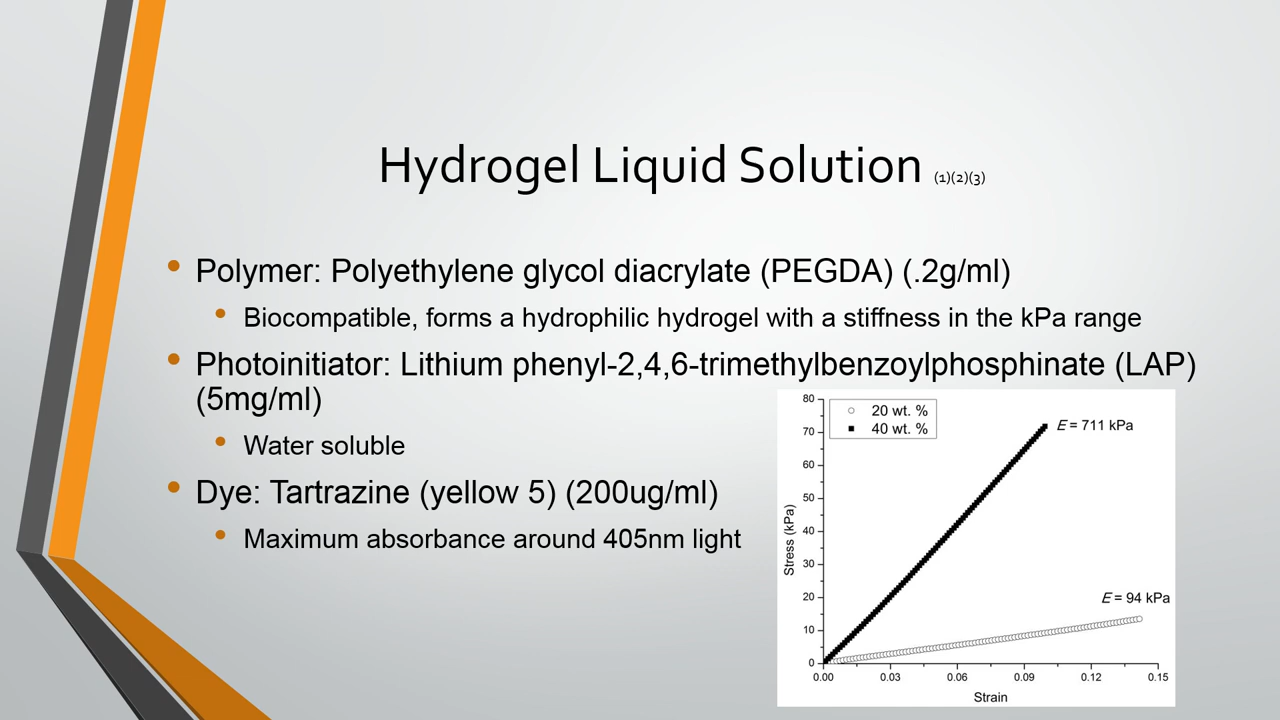 Hydrogel Liquid Solution (1)(2)(3)
Polymer: Polyethylene glycol diacrylate (PEGDA) (.2g/ml)
Biocompatible, forms a hydrophilic hydrogel with a stiffness in the kPa range
Photoinitiator: Lithium phenyl-2,4,6-trimethylbenzoylphosphinate (LAP)
(5mg/ml)
Water soluble
Dye: Tartrazine (yellow 5) (200ug/ml)
Maximum absorbance around 405nm light
20 wt. %
40 wt. %
E = 711 kPa
E = 94 kPa
Stress (kPa)
80
70
60
50
40
30
20
10
0
0.00 0.03 0.06 0.09 0.12 0.15
Strain